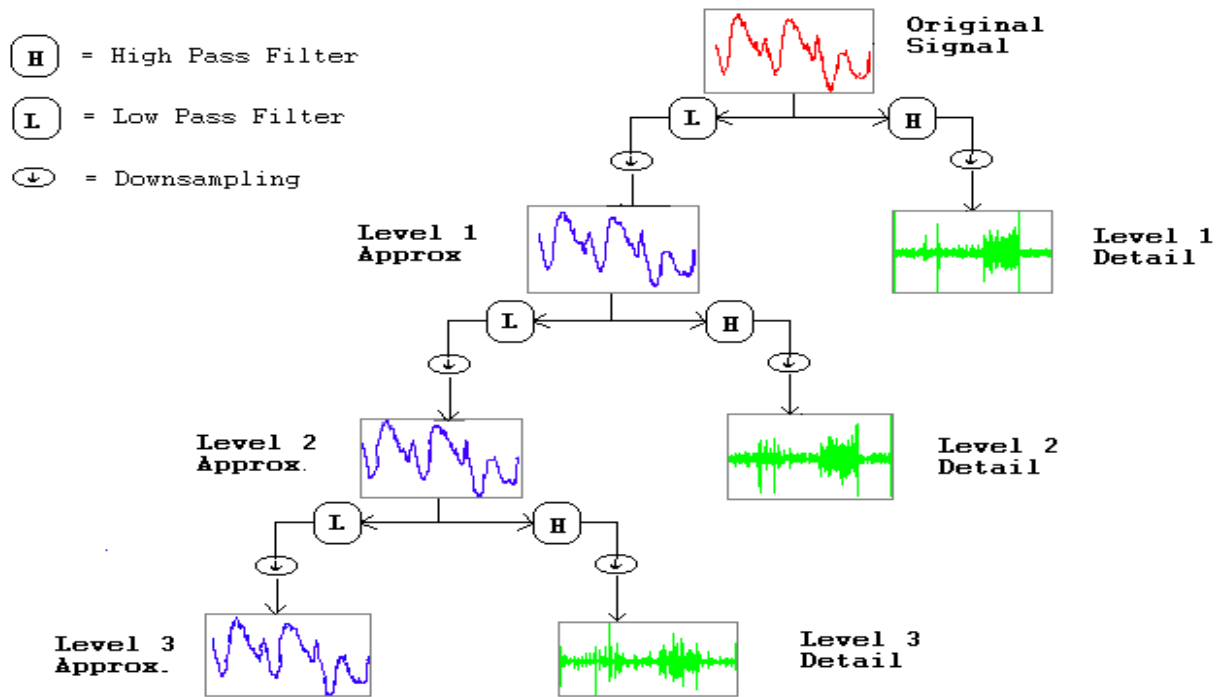 H = High Pass Filter
L = Low Pass Filter
= Downsampling
Original
Signal
L
H
Level 1
Approx
Level 1
Detail
L
H
Level 2
Approx.
Level 2
Detail
L
H
Level 3
Approx.
Level 3
Detail